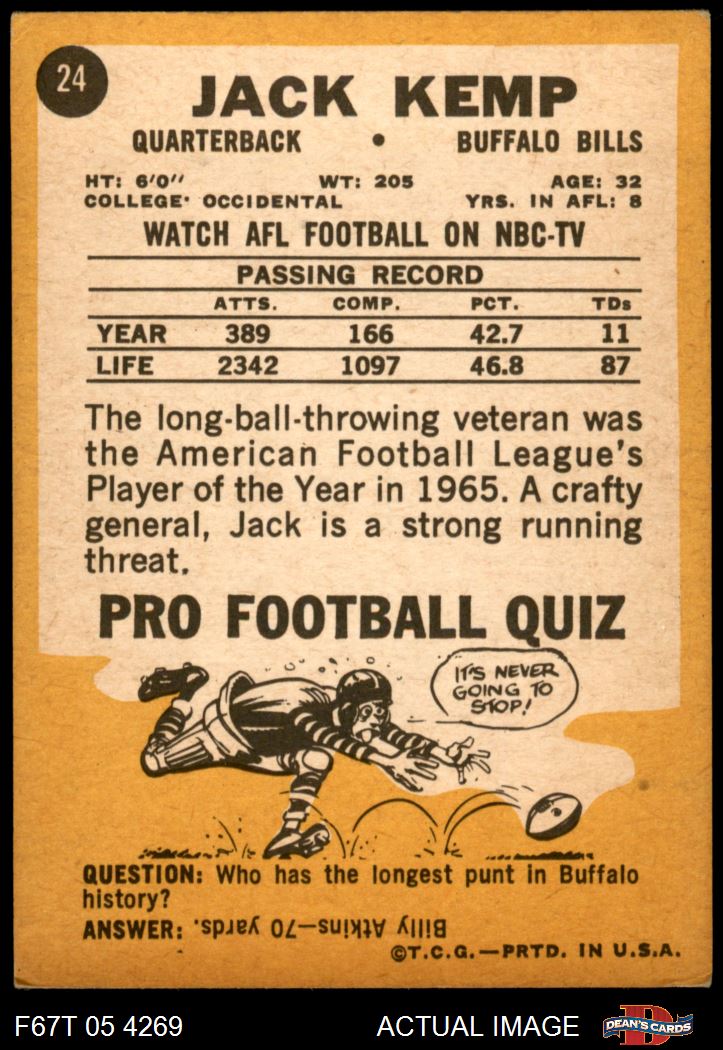 24
JACK KEMP
QUARTERBACK • BUFFALO BILLS
HT: 6'0'' WT: 205 AGE: 32
COLLEGE· OCCIDENTAL YRS. IN AFL: 8
WATCH AFL FOOTBALL ON NBC-TV
PASSING RECORD
ATTS. COMP. PCT. TDs
YEAR 389 166 42.7 11
LIFE 2342 1097 46.8 87
The long-ball-throwing veteran was
the American Football League's
Player of the Year in 1965. A crafty
general, Jack is a strong running
threat.
PRO FOOTBALL QUIZ
IT'S NEVER
GOING TO
STOP!
QUESTION: Who has the longest punt in Buffalo
history?
ANSWER: Billy Atkins—70 yards.
©T.C.G.—PRTD. IN U.S.A.
F67T 05 4269 ACTUAL IMAGE D DEAN'S CARDS